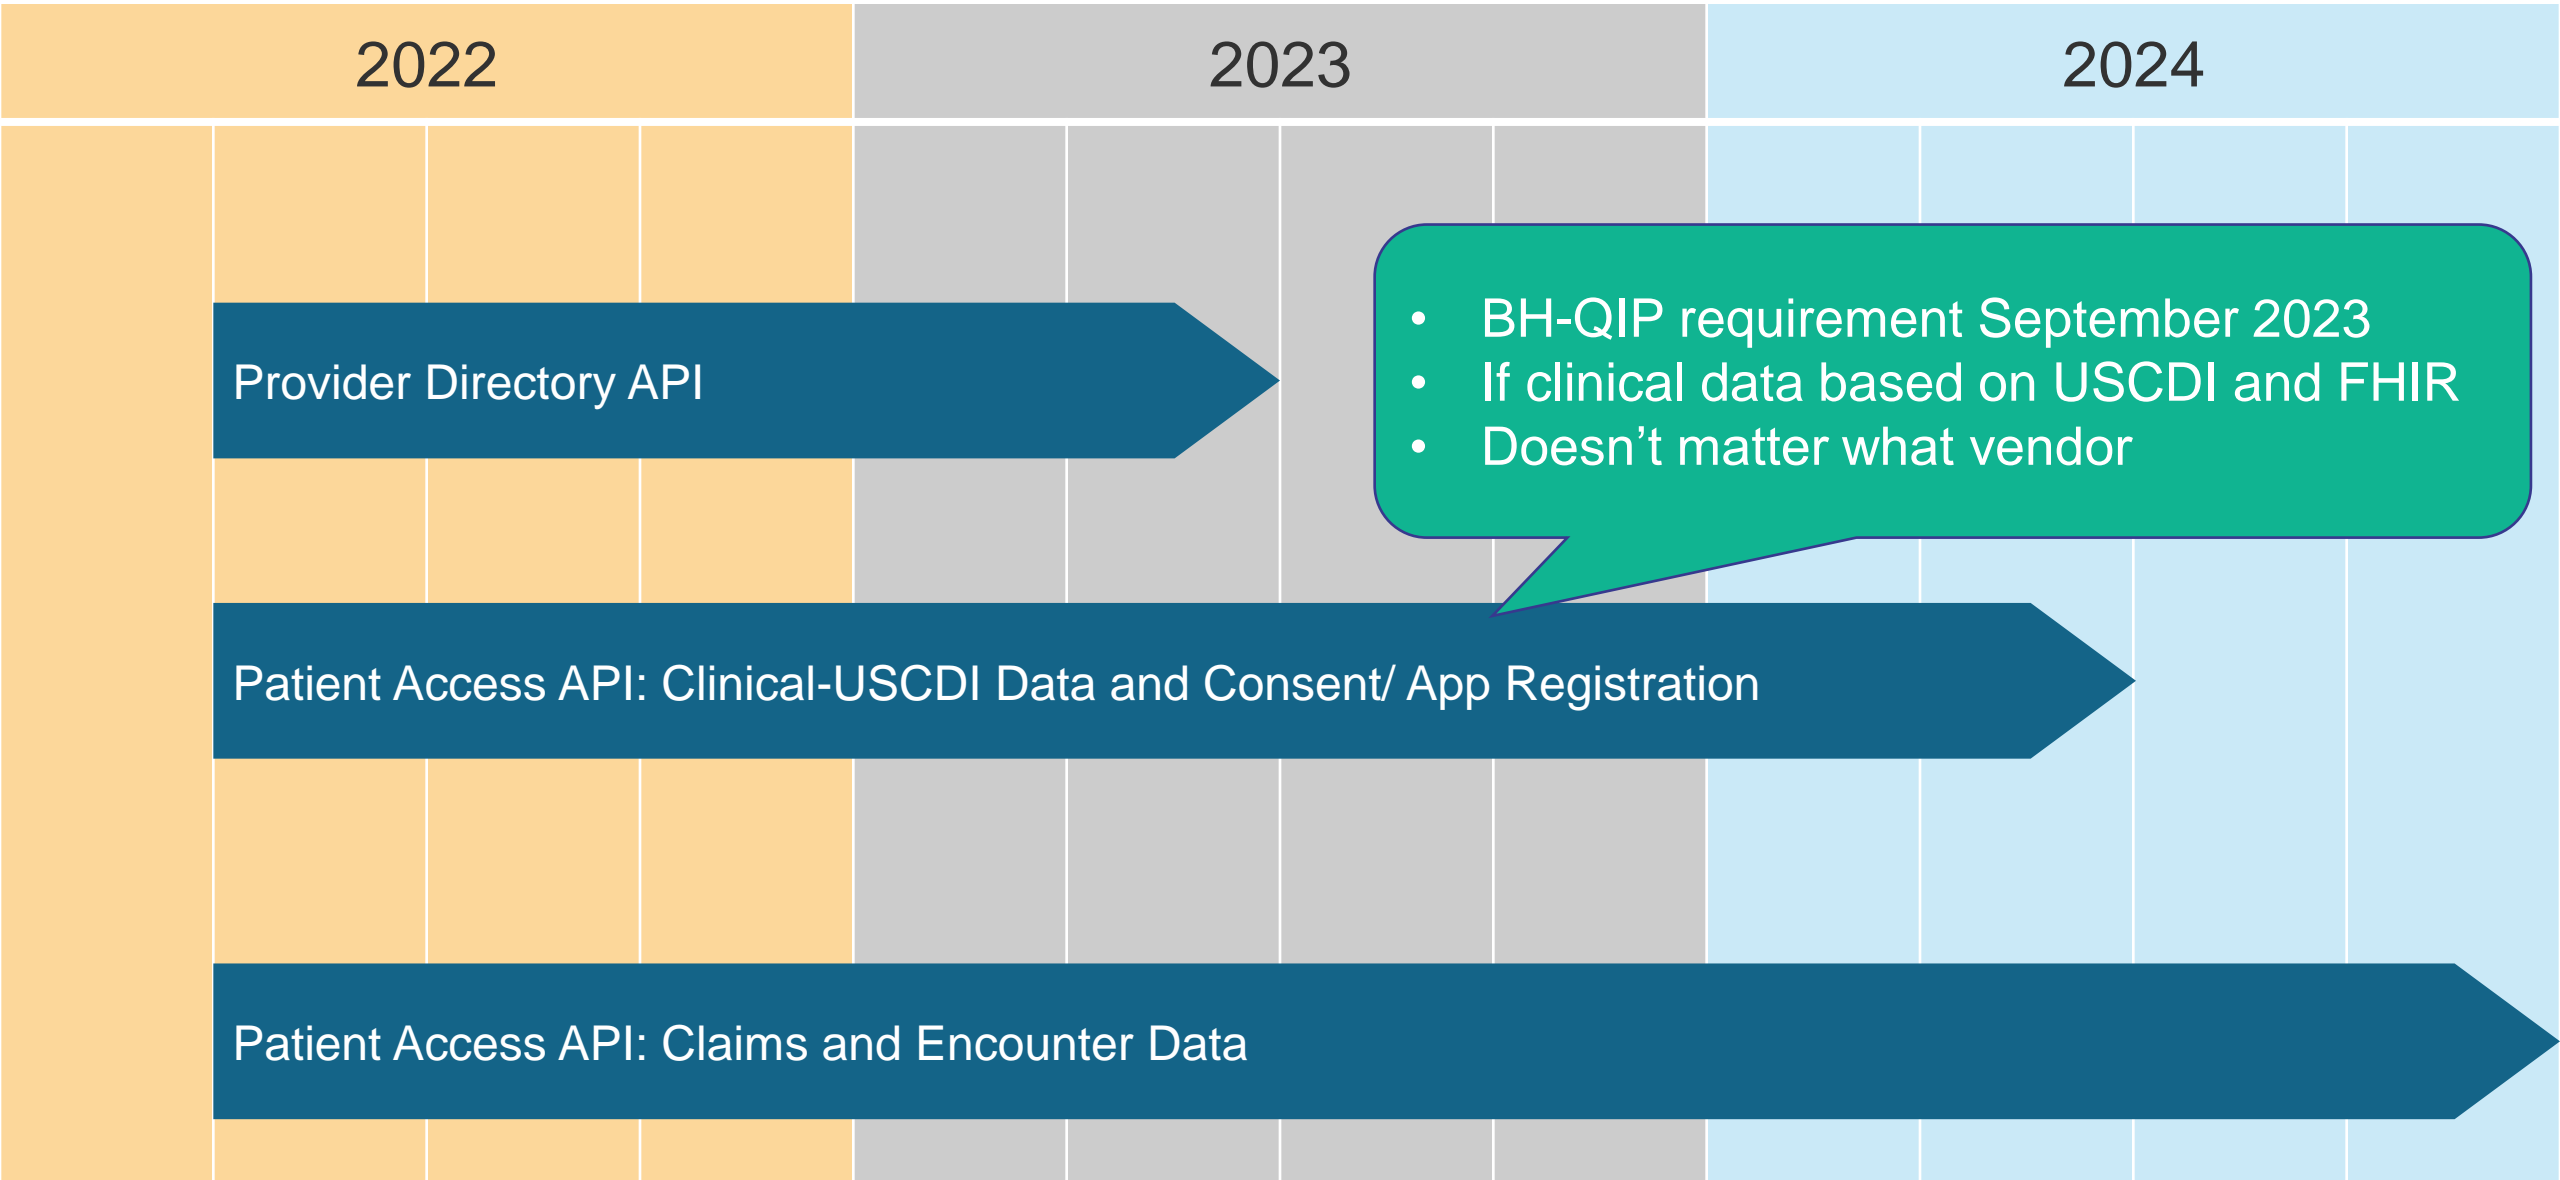 2022
2023
2024
Provider Directory API
• BH-QIP requirement September 2023
• If clinical data based on USCDI and FHIR
• Doesn’t matter what vendor
Patient Access API: Clinical-USCDI Data and Consent/ App Registration
Patient Access API: Claims and Encounter Data